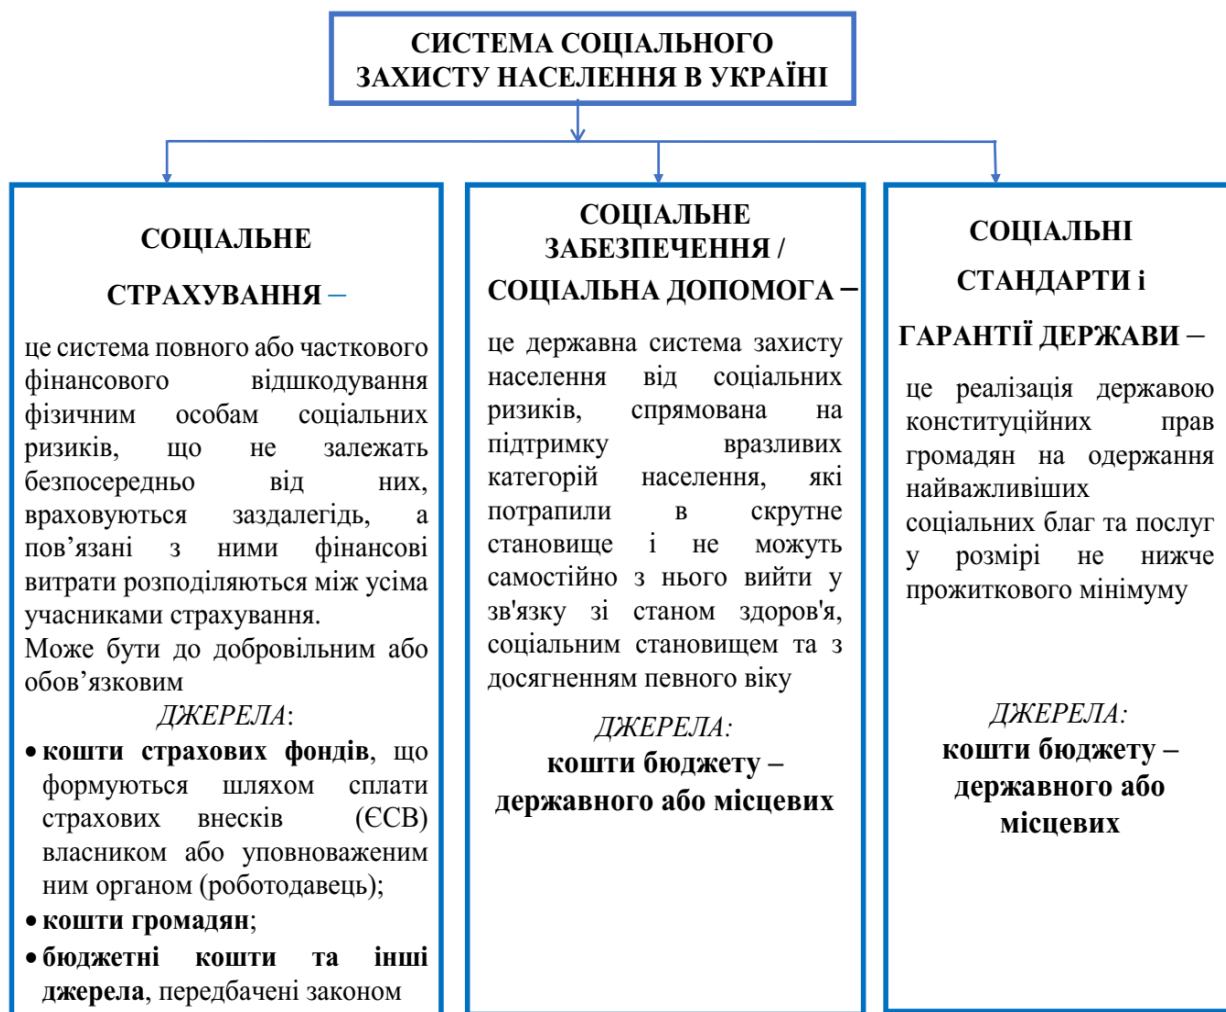 СИСТЕМА СОЦІАЛЬНОГО
ЗАХИСТУ НАСЕЛЕННЯ В УКРАЇНІ
СОЦІАЛЬНЕ
СТРАХУВАННЯ –
це система повного або часткового
фінансового відшкодування
фізичним особам соціальних
ризиків, що не залежать
безпосередньо від них,
враховуються заздалегідь, а
пов’язані з ними фінансові
витрати розподіляються між усіма
учасниками страхування.
Може бути до добровільним або
обов’язковим
ДЖЕРЕЛА:
• кошти страхових фондів, що
формуються шляхом сплати
страхових внесків (ЄСВ)
власником або уповноваженим
ним органом (роботодавець);
• кошти громадян;
• бюджетні кошти та інші
джерела, передбачені законом
СОЦІАЛЬНЕ
ЗАБЕЗПЕЧЕННЯ /
СОЦІАЛЬНА ДОПОМОГА –
це державна система захисту
населення від соціальних
ризиків, спрямована на
підтримку вразливих
категорій населення, які
потрапили в скрутне
становище і не можуть
самостійно з нього вийти у
зв'язку зі станом здоров'я,
соціальним становищем та з
досягненням певного віку
ДЖЕРЕЛА:
кошти бюджету –
державного або місцевих
СОЦІАЛЬНІ
СТАНДАРТИ і
ГАРАНТІЇ ДЕРЖАВИ –
це реалізація державою
конституційних прав
громадян на одержання
найважливіших
соціальних благ та послуг
у розмірі не нижче
прожиткового мінімуму
ДЖЕРЕЛА:
кошти бюджету –
державного або
місцевих